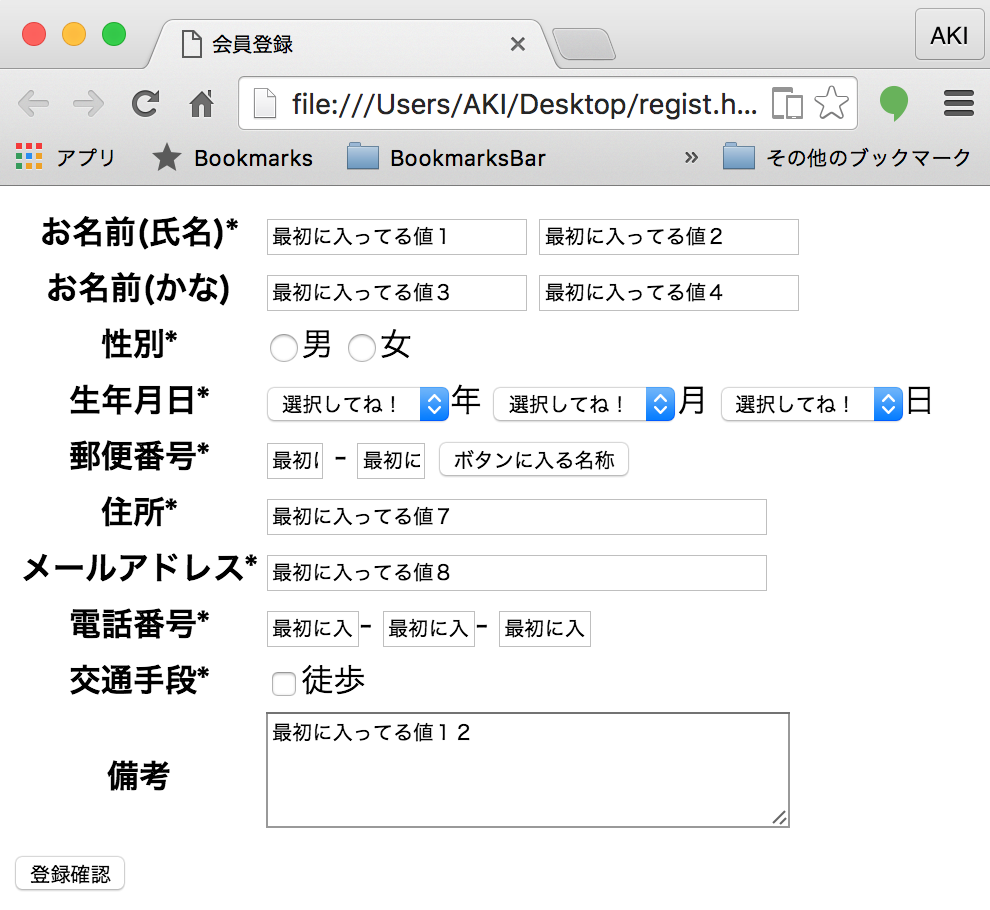 会員登録
AKI
file:///Users/AKI/Desktop/regist.h...
アプリ Bookmarks BookmarksBar » その他のブックマーク
お名前(氏名)* 最初に入ってる値１ 最初に入ってる値２
お名前(かな) 最初に入ってる値３ 最初に入ってる値４
性別* 男 女
生年月日* 選択してね！ 年 選択してね！ 月 選択してね！ 日
郵便番号* 最初 - 最初に ボタンに入る名称
住所* 最初に入ってる値７
メールアドレス* 最初に入ってる値８
電話番号* 最初に入 - 最初に入 - 最初に入
交通手段* 徒歩
備考 最初に入ってる値１２
登録確認